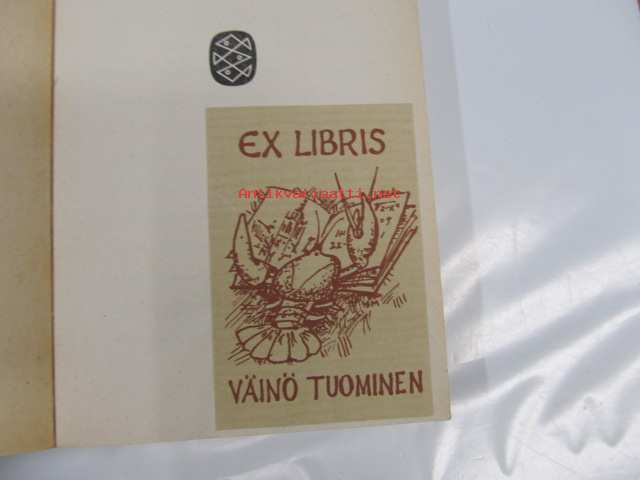 EX LIBRIS
Antikvariaatti.net
VÄINÖ TUOMINEN